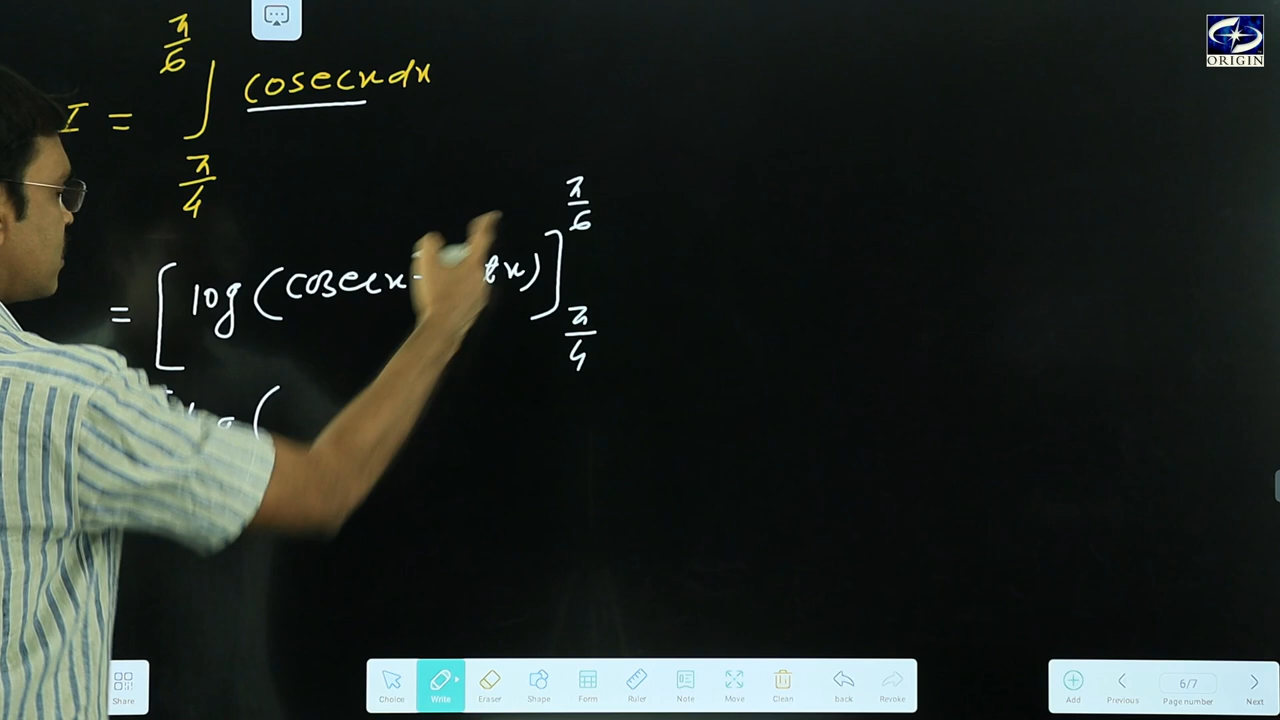 π/6
I = ∫ cosecx dx
π/4
π/6
= [log(cosecx - x)]
π/4
(
ORIGIN
Share
Choice
Write
Eraser
Shape
Form
Ruler
Note
Move
Clean
back
Revoke
Add
Previous
6/7
Page number
Next